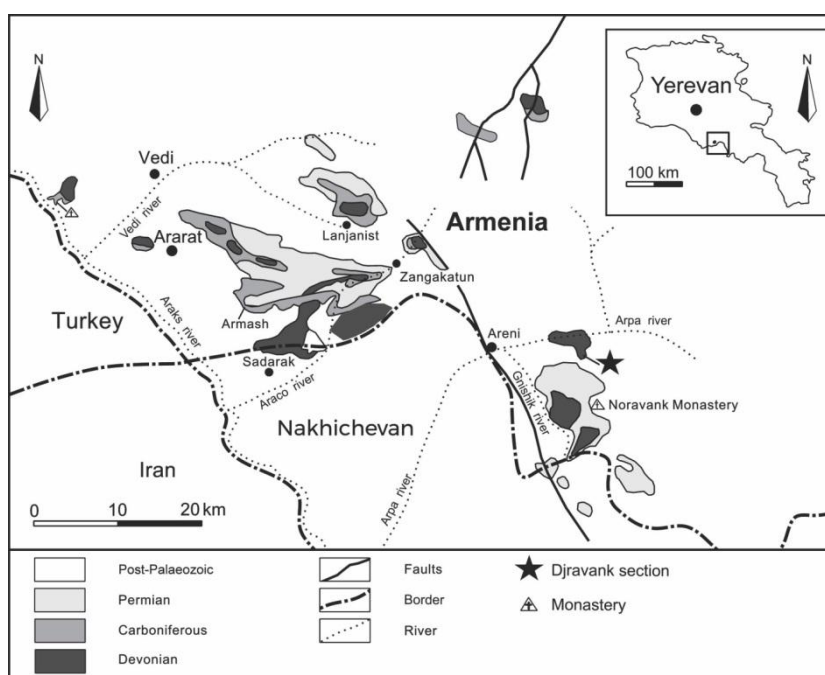 N
N
Yerevan
100 km
Vedi
Vedi river
Lanjanist
Armenia
Ararat
Zangakatun
Turkey
Araks river
Armash
Areni
Arpa river
Sadarak
Gnishik river
Araco river
Noravank Monastery
Nakhichevan
Iran
Arpa river
0 10 20 km
Post-Palaeozoic
Faults
Djravank section
Permian
Border
Monastery
Carboniferous
River
Devonian